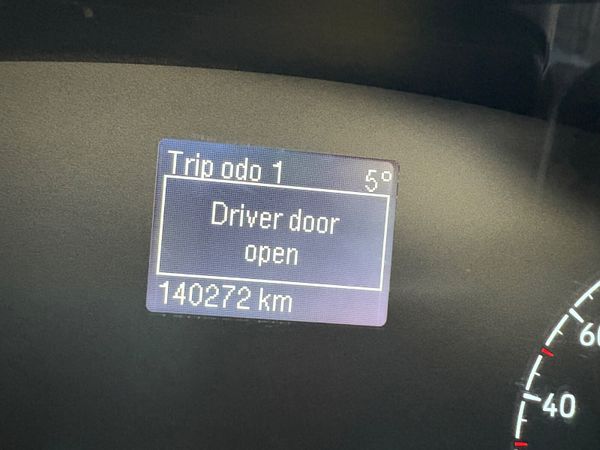 Trip odo 1 5°
Driver door
open
140272 km
60
40